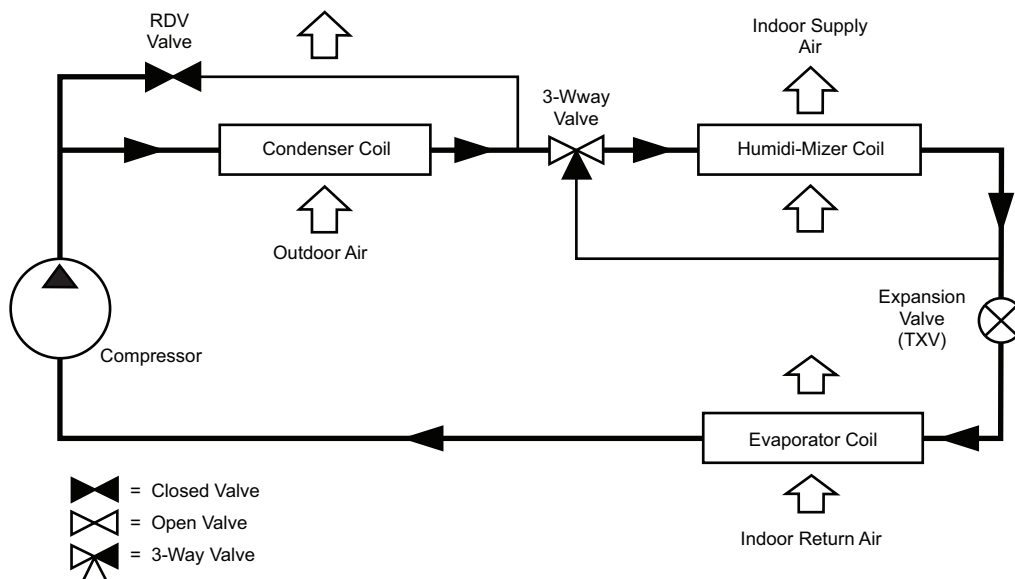 RDV
Valve
Indoor Supply
Air
3-Wway
Valve
Condenser Coil
Humidi-Mizer Coil
Outdoor Air
Expansion
Valve
(TXV)
Compressor
Evaporator Coil
= Closed Valve
= Open Valve
Indoor Return Air
= 3-Way Valve